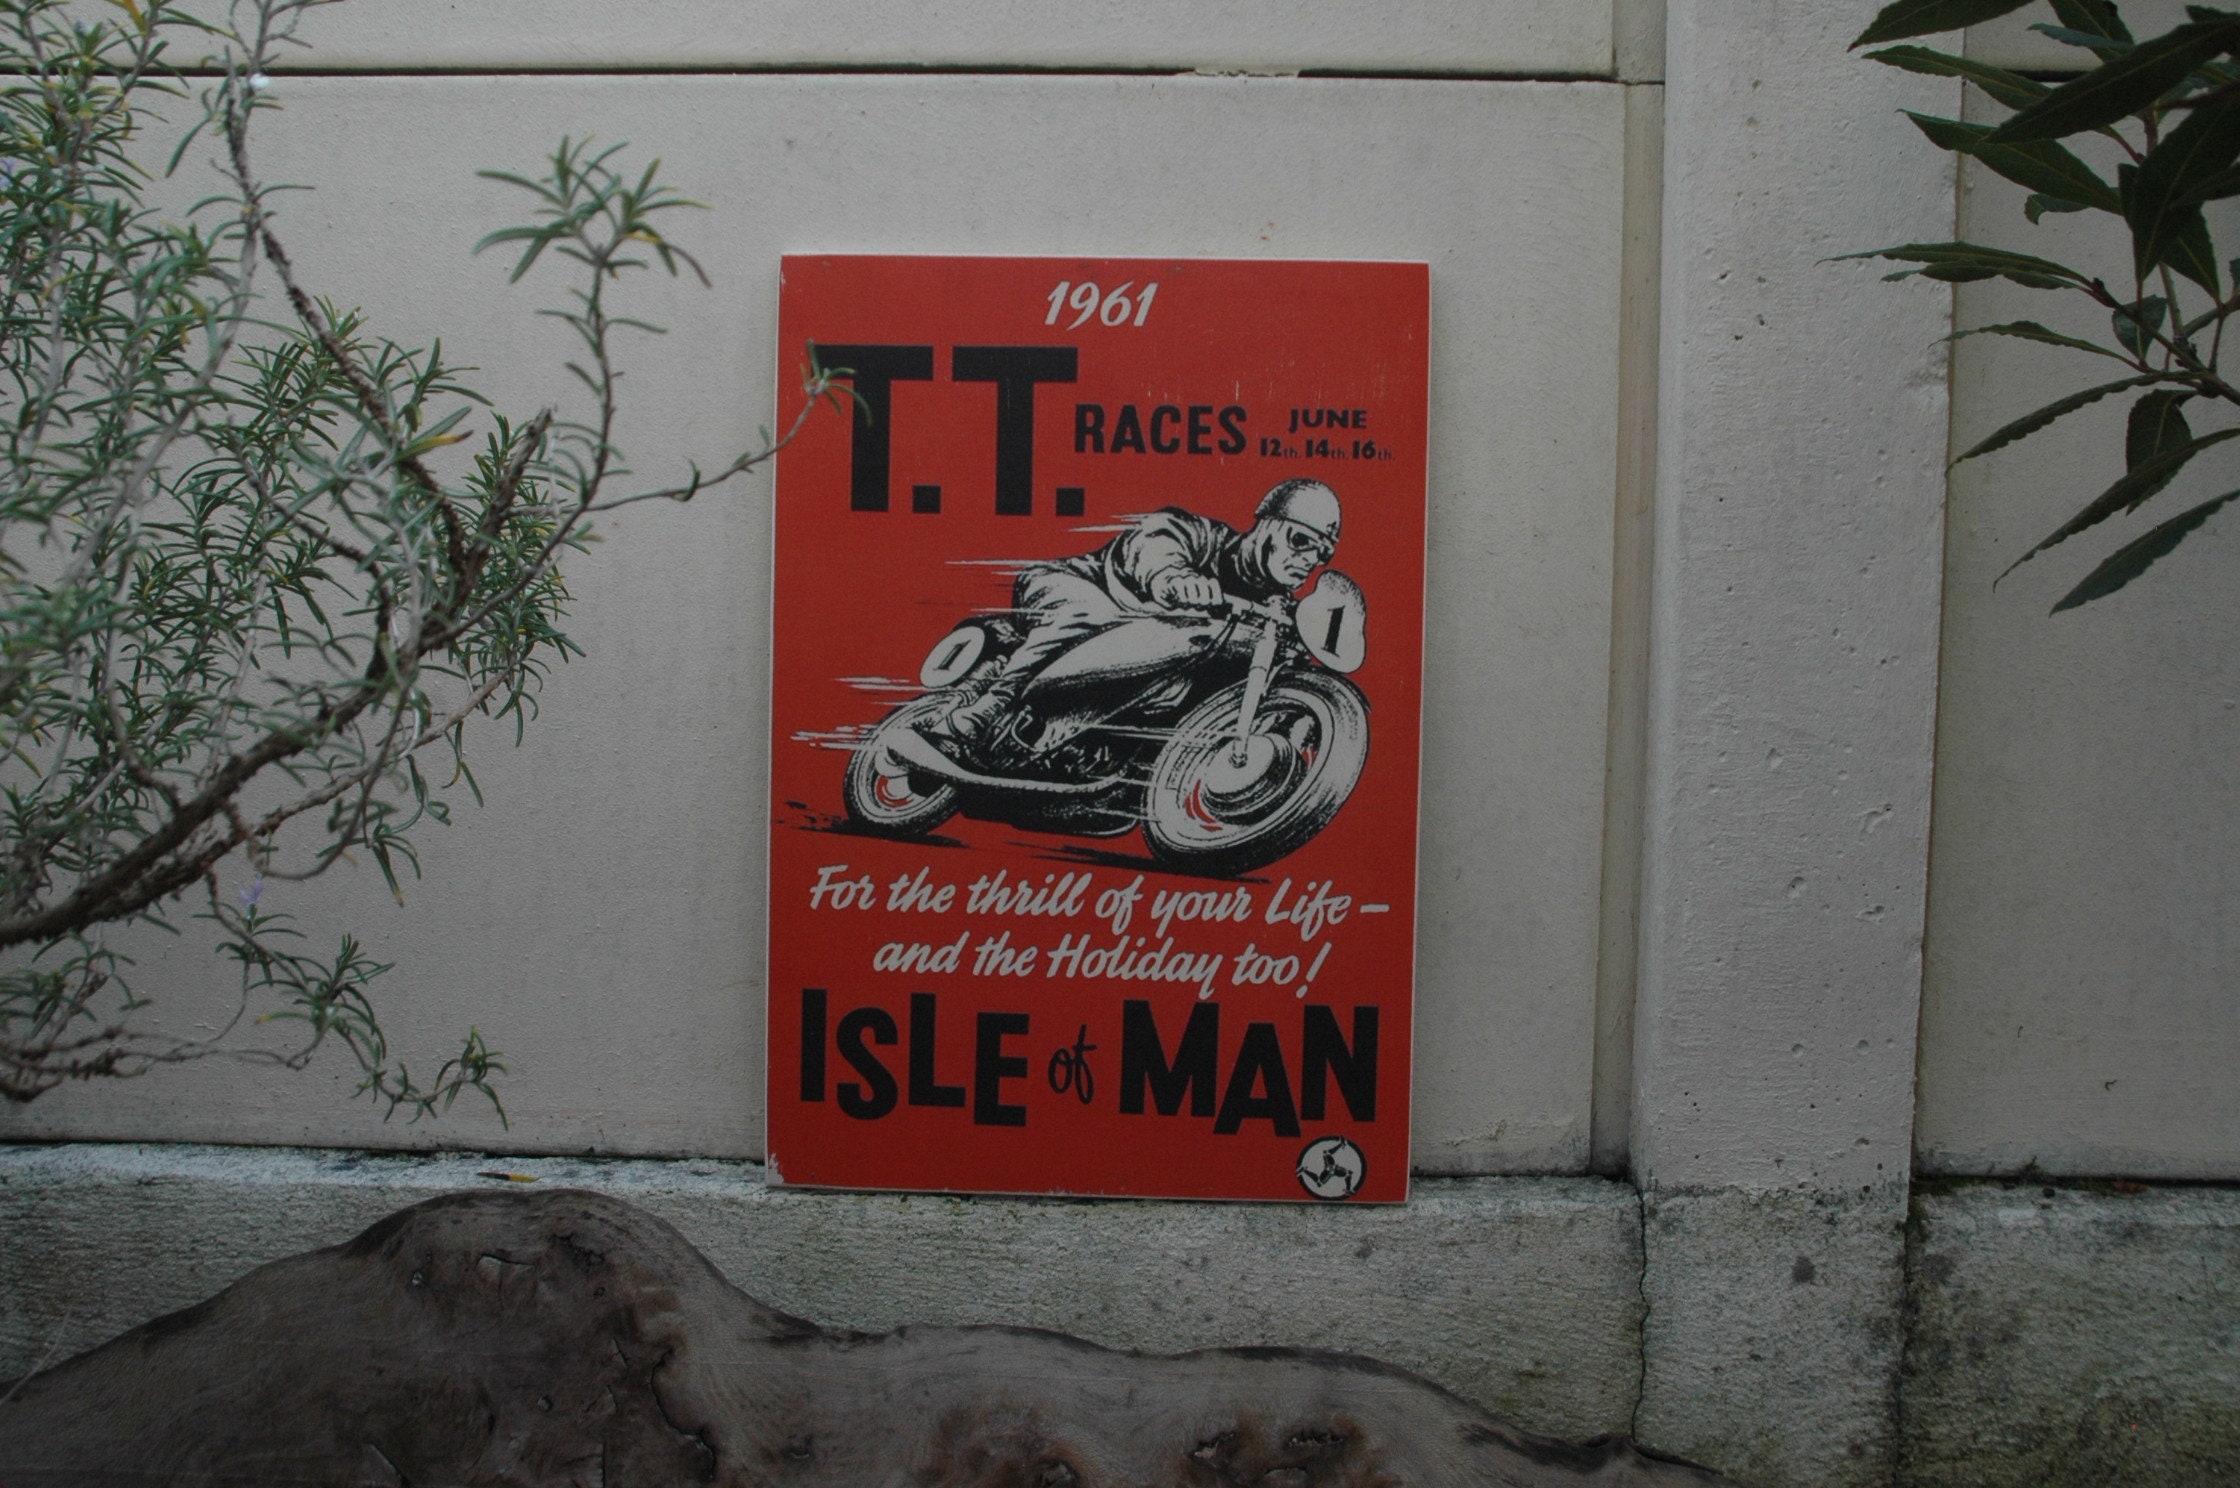 1961
T.T. RACES JUNE
12th. 14th. 16th.
1
1
For the thrill of your Life –
and the Holiday too!
ISLE of MAN